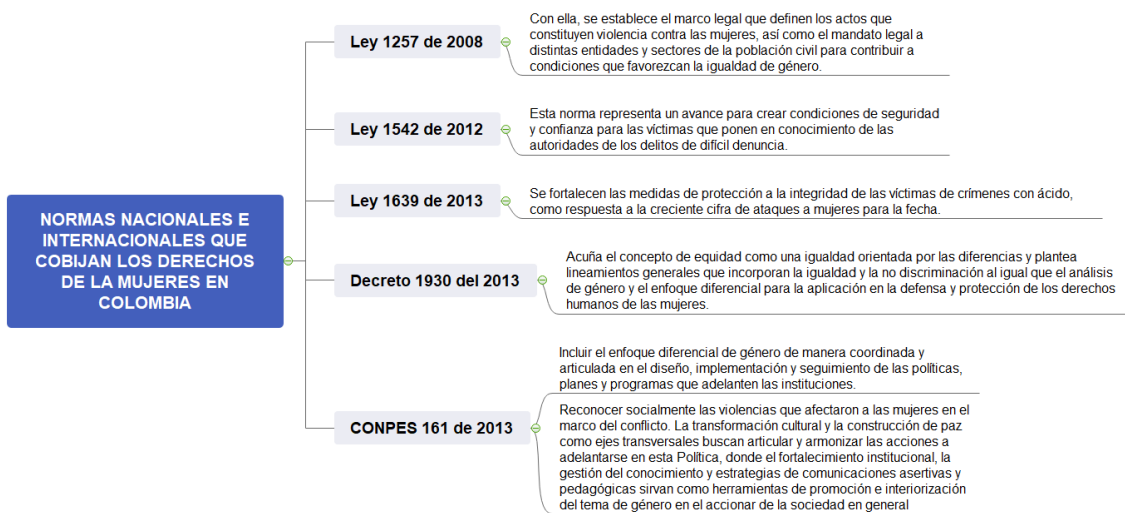 NORMAS NACIONALES E
INTERNACIONALES QUE
COBIJAN LOS DERECHOS
DE LA MUJERES EN
COLOMBIA
Ley 1257 de 2008
Con ella, se establece el marco legal que definen los actos que
constituyen violencia contra las mujeres, así como el mandato legal a
distintas entidades y sectores de la población civil para contribuir a
condiciones que favorezcan la igualdad de género.
Ley 1542 de 2012
Esta norma representa un avance para crear condiciones de seguridad
y confianza para las víctimas que ponen en conocimiento de las
autoridades de los delitos de difícil denuncia.
Ley 1639 de 2013
Se fortalecen las medidas de protección a la integridad de las víctimas de crímenes con ácido,
como respuesta a la creciente cifra de ataques a mujeres para la fecha.
Decreto 1930 del 2013
Acuña el concepto de equidad como una igualdad orientada por las diferencias y plantea
lineamientos generales que incorporan la igualdad y la no discriminación al igual que el análisis
de género y el enfoque diferencial para la aplicación en la defensa y protección de los derechos
humanos de las mujeres.
CONPES 161 de 2013
Incluir el enfoque diferencial de género de manera coordinada y
articulada en el diseño, implementación y seguimiento de las políticas,
planes y programas que adelanten las instituciones.
Reconocer socialmente las violencias que afectaron a las mujeres en el
marco del conflicto. La transformación cultural y la construcción de paz
como ejes transversales buscan articular y armonizar las acciones a
adelantarse en esta Política, donde el fortalecimiento institucional, la
gestión del conocimiento y estrategias de comunicaciones asertivas y
pedagógicas sirvan como herramientas de promoción e interiorización
del tema de género en el accionar de la sociedad en general